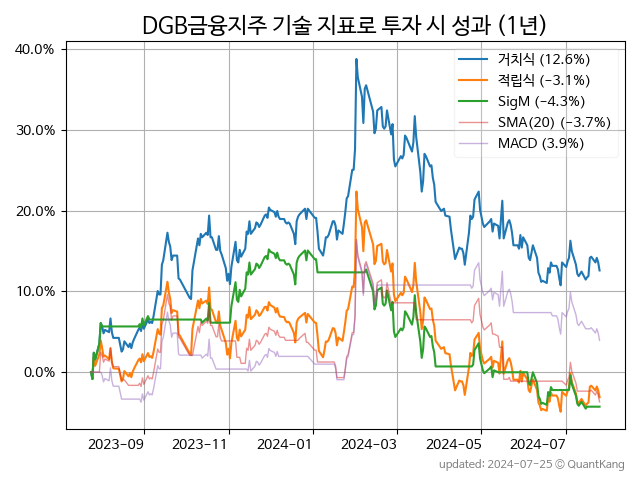 DGB금융지주 기술 지표로 투자 시 성과 (1년)
40.0%
30.0%
20.0%
10.0%
0.0%
거치식 (12.6%)
적립식 (−3.1%)
SigM (−4.3%)
SMA(20) (−3.7%)
MACD (3.9%)
2023-09 2023-11 2024-01 2024-03 2024-05 2024-07
updated: 2024-07-25 ⓒ QuantKang